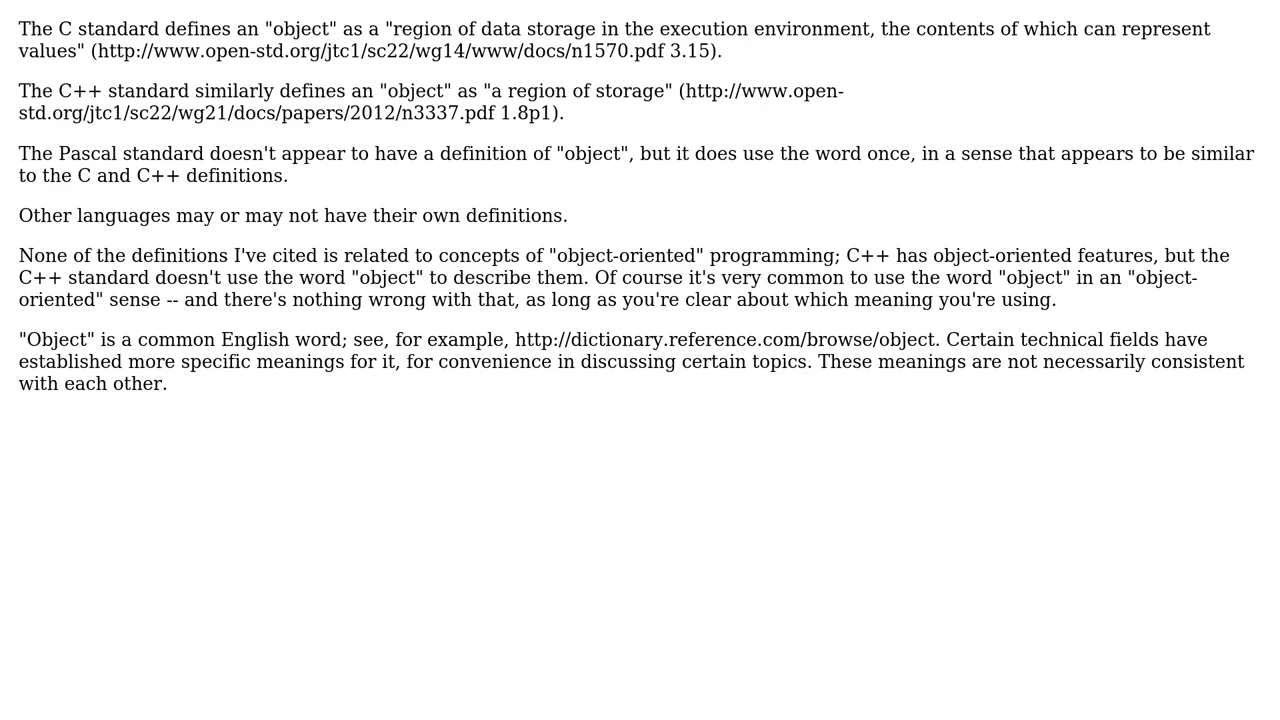 The C standard defines an "object" as a "region of data storage in the execution environment, the contents of which can represent
values" (http://www.open-std.org/jtc1/sc22/wg14/www/docs/n1570.pdf 3.15).
The C++ standard similarly defines an "object" as "a region of storage" (http://www.open-
std.org/jtc1/sc22/wg21/docs/papers/2012/n3337.pdf 1.8p1).
The Pascal standard doesn't appear to have a definition of "object", but it does use the word once, in a sense that appears to be similar
to the C and C++ definitions.
Other languages may or may not have their own definitions.
None of the definitions I've cited is related to concepts of "object-oriented" programming; C++ has object-oriented features, but the
C++ standard doesn't use the word "object" to describe them. Of course it's very common to use the word "object" in an "object-
oriented" sense -- and there's nothing wrong with that, as long as you're clear about which meaning you're using.
"Object" is a common English word; see, for example, http://dictionary.reference.com/browse/object. Certain technical fields have
established more specific meanings for it, for convenience in discussing certain topics. These meanings are not necessarily consistent
with each other.